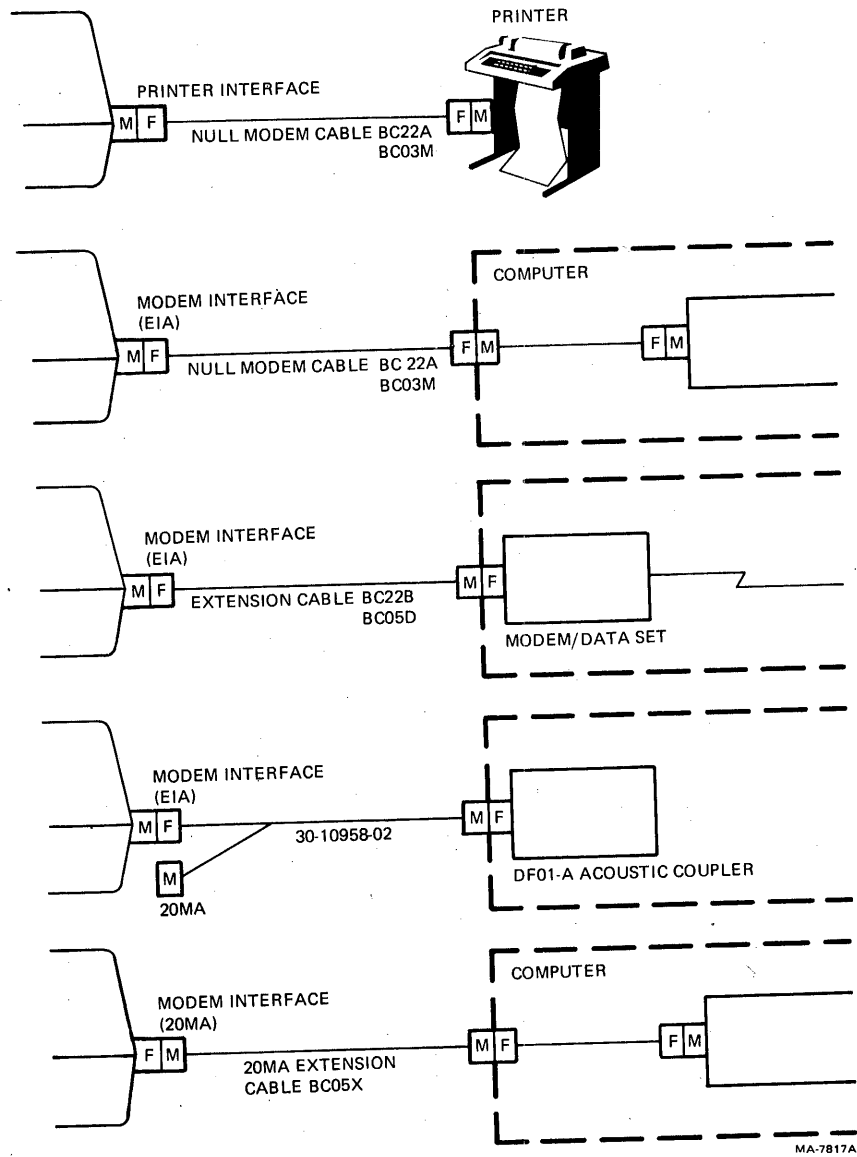 PRINTER
PRINTER INTERFACE
M F
F M
NULL MODEM CABLE BC22A
BC03M
COMPUTER
MODEM INTERFACE
(EIA)
M F
F M
F M
NULL MODEM CABLE BC 22A
BC03M
MODEM INTERFACE
(EIA)
M F
M F
EXTENSION CABLE BC22B
BC05D
MODEM/DATA SET
MODEM INTERFACE
(EIA)
M F
M F
30-10958-02
M
20MA
DF01-A ACOUSTIC COUPLER
COMPUTER
MODEM INTERFACE
(20MA)
F M
M F
F M
20MA EXTENSION
CABLE BC05X
MA-7817A